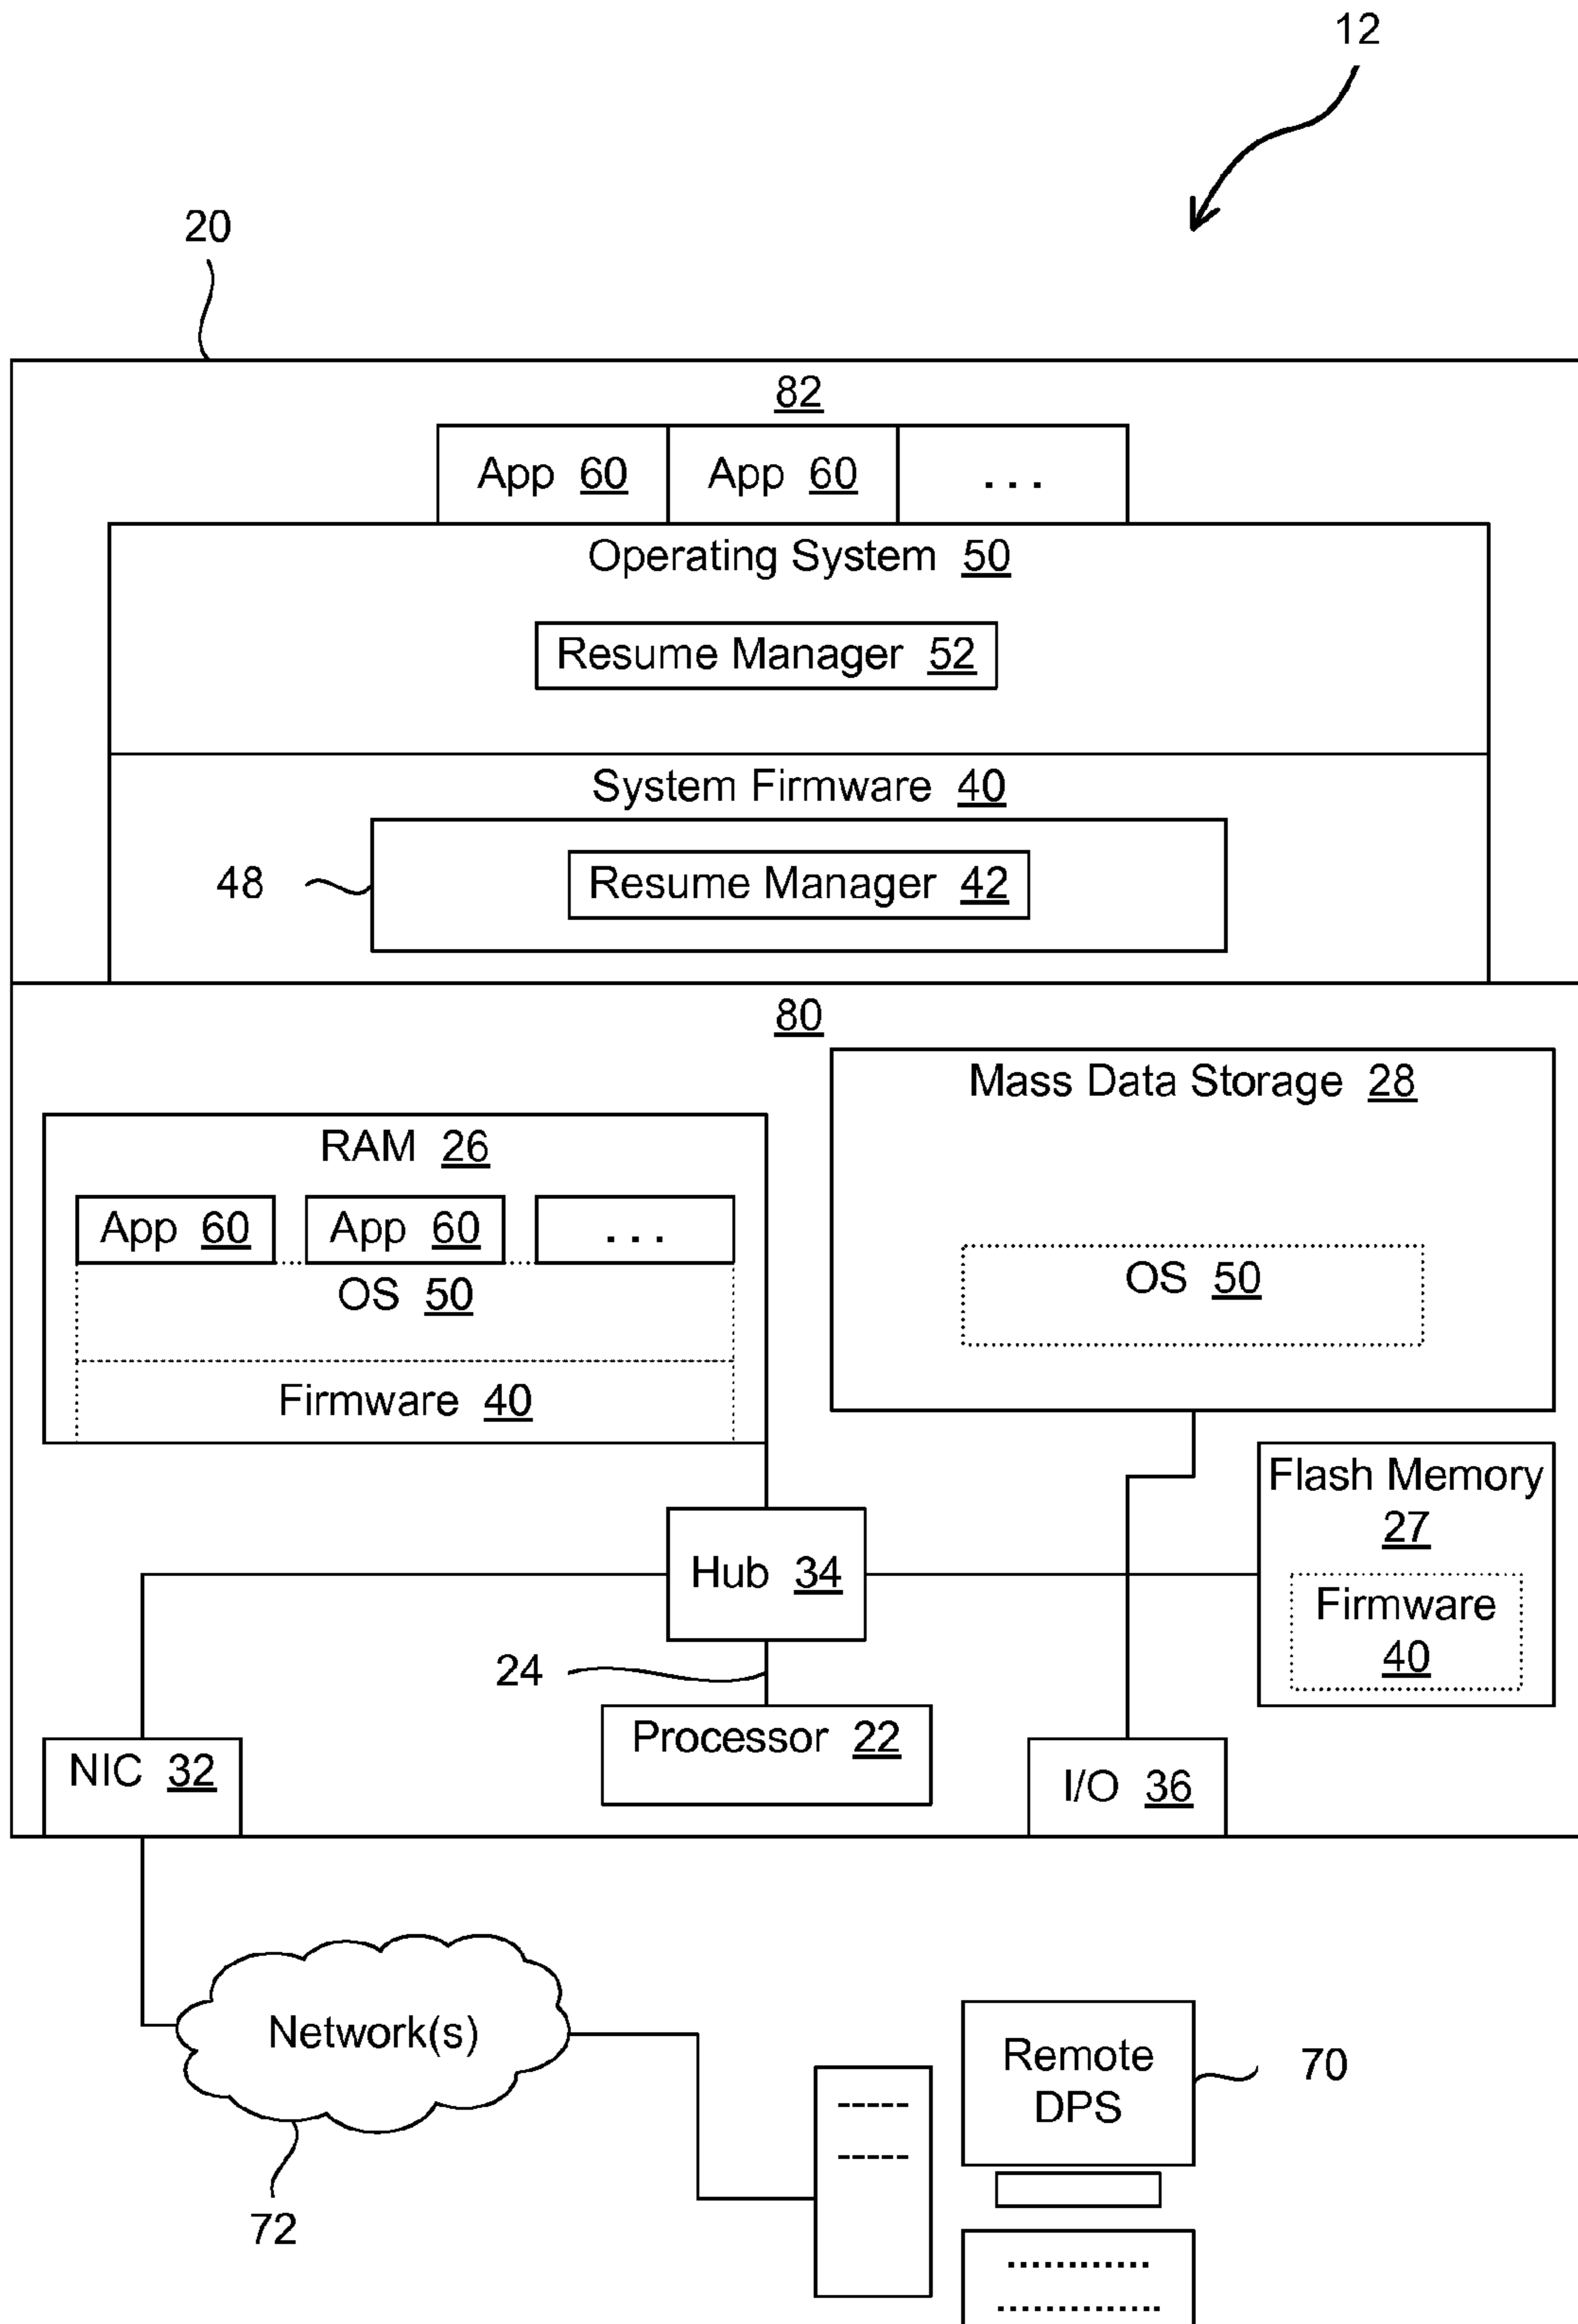 12
20
82
App 60 App 60 ...
Operating System 50
Resume Manager 52
System Firmware 40
48
Resume Manager 42
80
Mass Data Storage 28
RAM 26
App 60 App 60 ...
OS 50
OS 50
Firmware 40
Flash Memory
27
Hub 34
Firmware
40
24
Processor 22
NIC 32
I/O 36
Network(s)
Remote
DPS
70
72